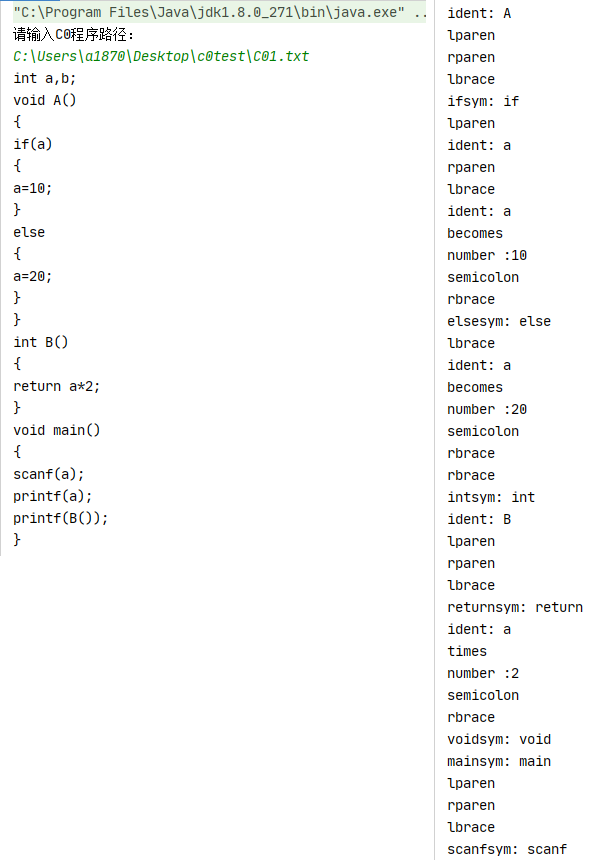 "C:\Program Files\Java\jdk1.8.0_271\bin\java.exe" ..
请输入C0程序路径:
C:\Users\a1870\Desktop\c0test\C01.txt
int a,b;
void A()
{
if(a)
{
a=10;
}
else
{
a=20;
}
}
int B()
{
return a*2;
}
void main()
{
scanf(a);
printf(a);
printf(B());
}
ident: A
lparen
rparen
lbrace
ifsym: if
lparen
ident: a
rparen
lbrace
ident: a
becomes
number :10
semicolon
rbrace
elsesym: else
lbrace
ident: a
becomes
number :20
semicolon
rbrace
rbrace
intsym: int
ident: B
lparen
rparen
lbrace
returnsym: return
ident: a
times
number :2
semicolon
rbrace
voidsym: void
mainsym: main
lparen
rparen
lbrace
scanfsym: scanf